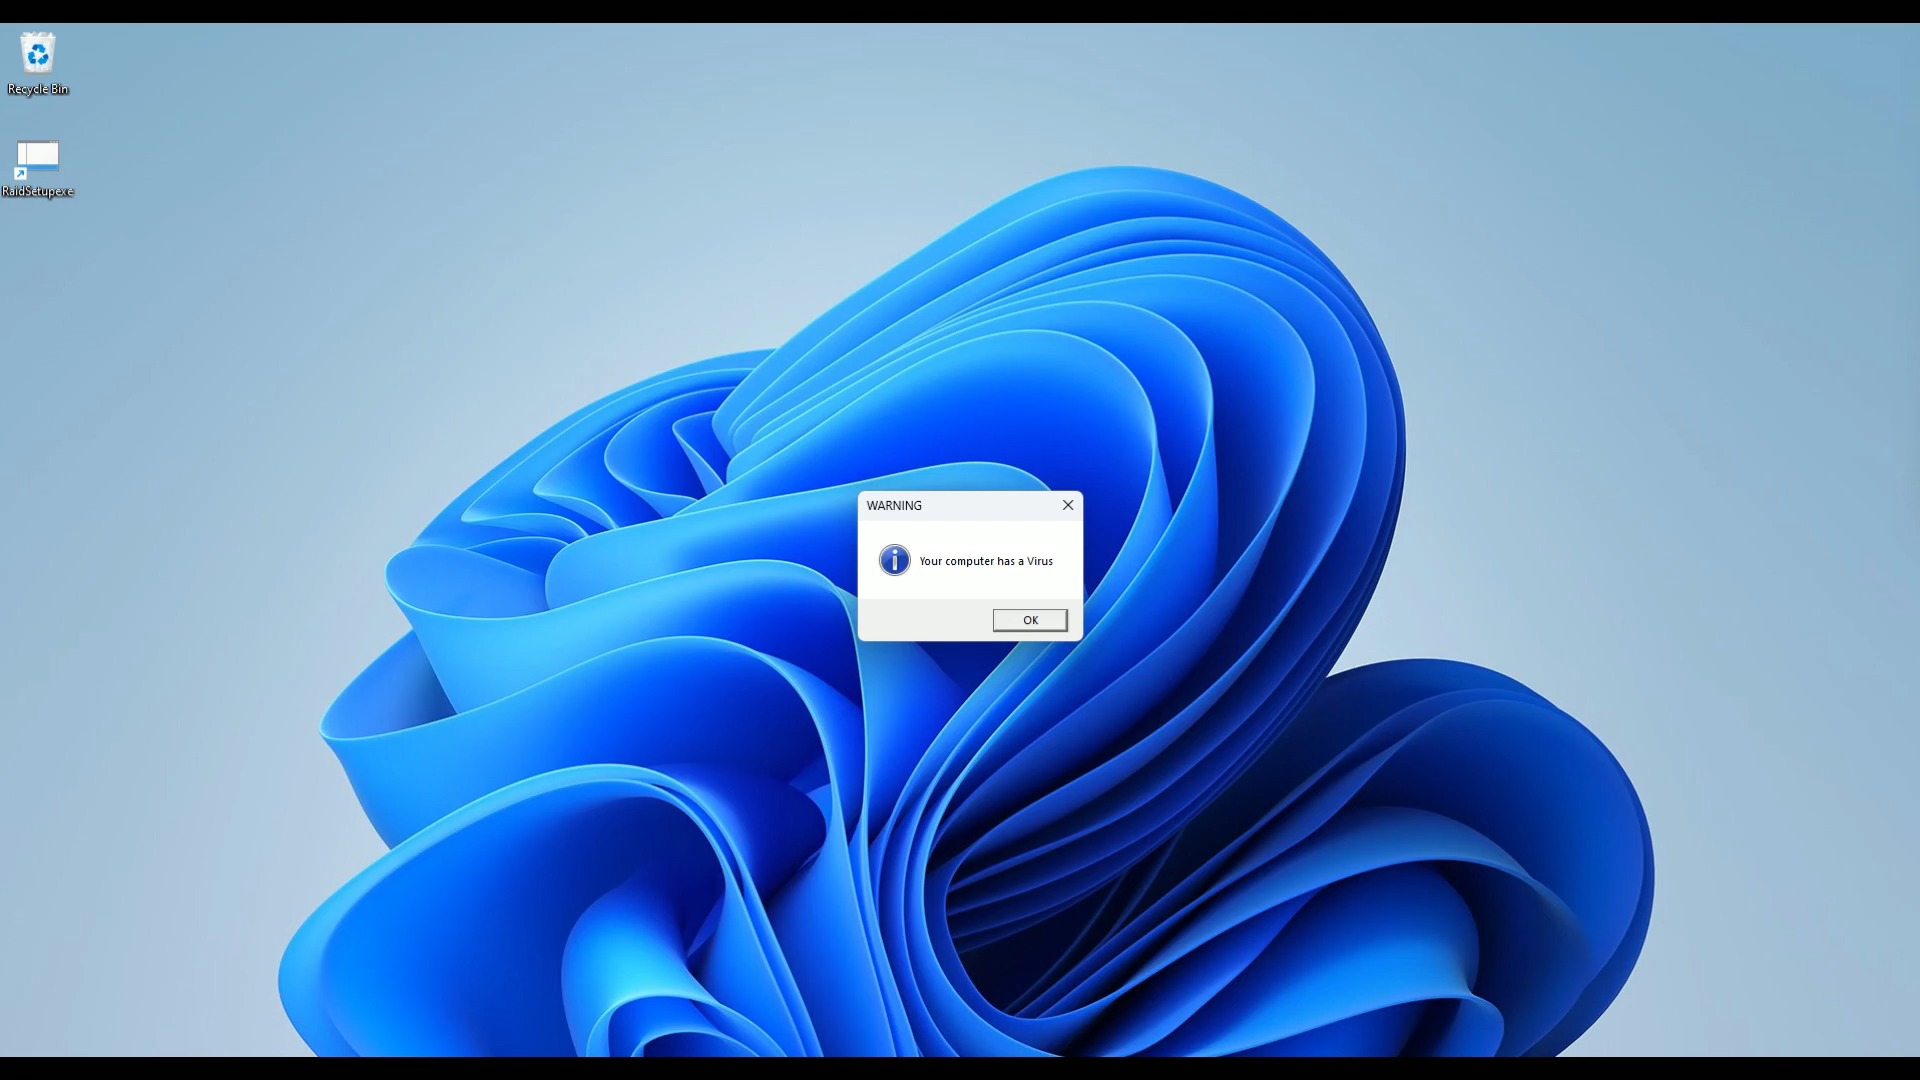 Recycle Bin
RaidSetupexe
WARNING
Your computer has a Virus
OK